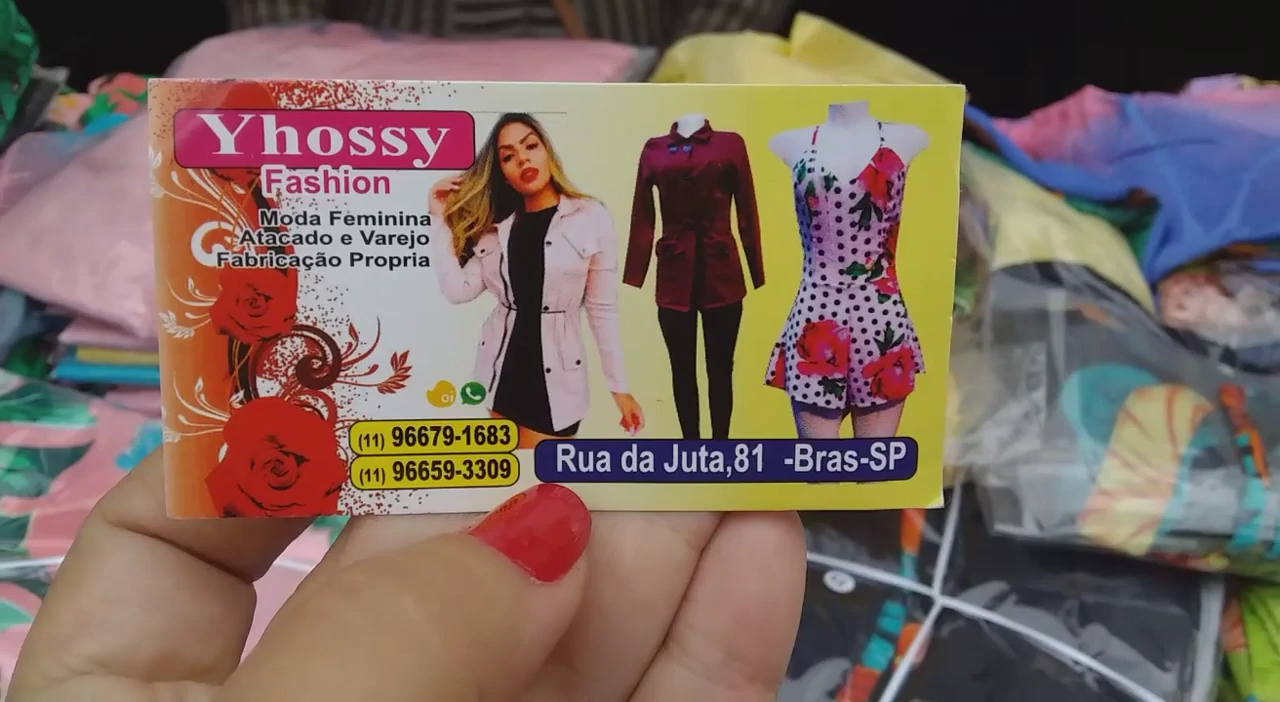 Yhossy
Fashion
Moda Feminina
Atacado e Varejo
Fabricação Propria
oi
(11) 96679-1683
(11) 96659-3309
Rua da Juta,81 -Bras-SP